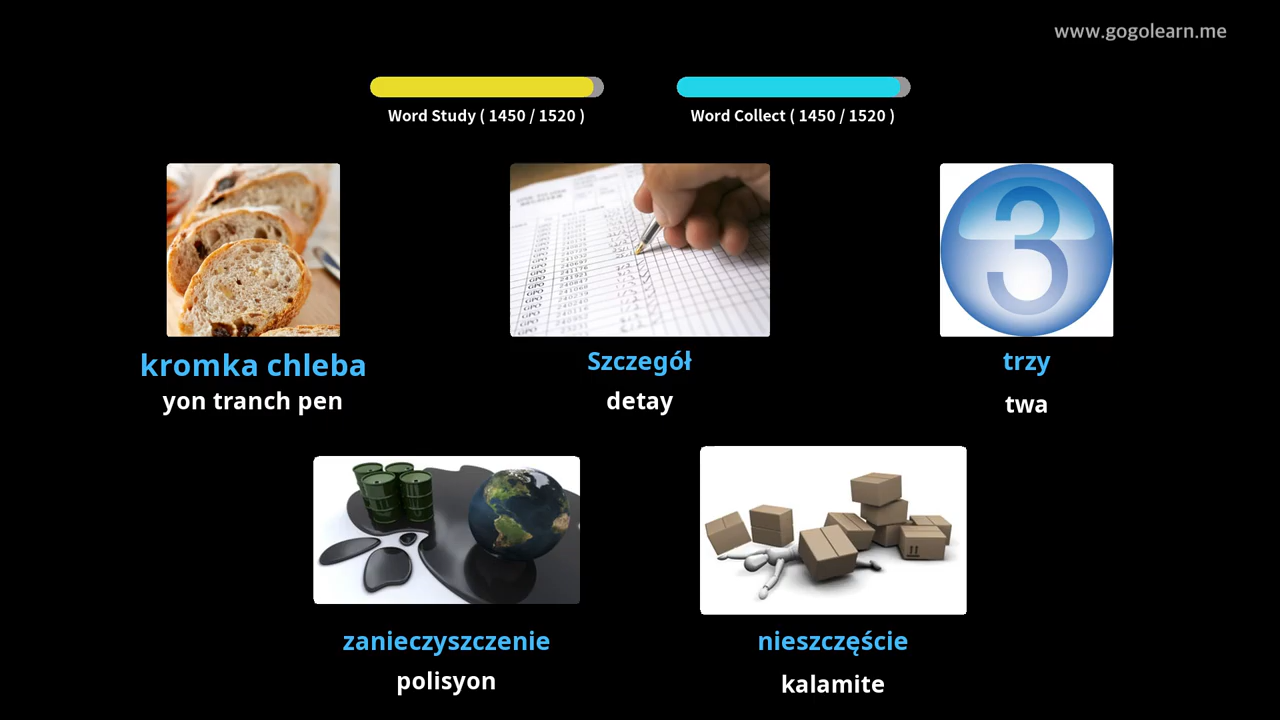 www.gogolearn.me
Word Study ( 1450 / 1520 )
Word Collect ( 1450 / 1520 )
3
kromka chleba
yon tranch pen
Szczegół
detay
trzy
twa
zanieczyszczenie
polisyon
nieszczęście
kalamite